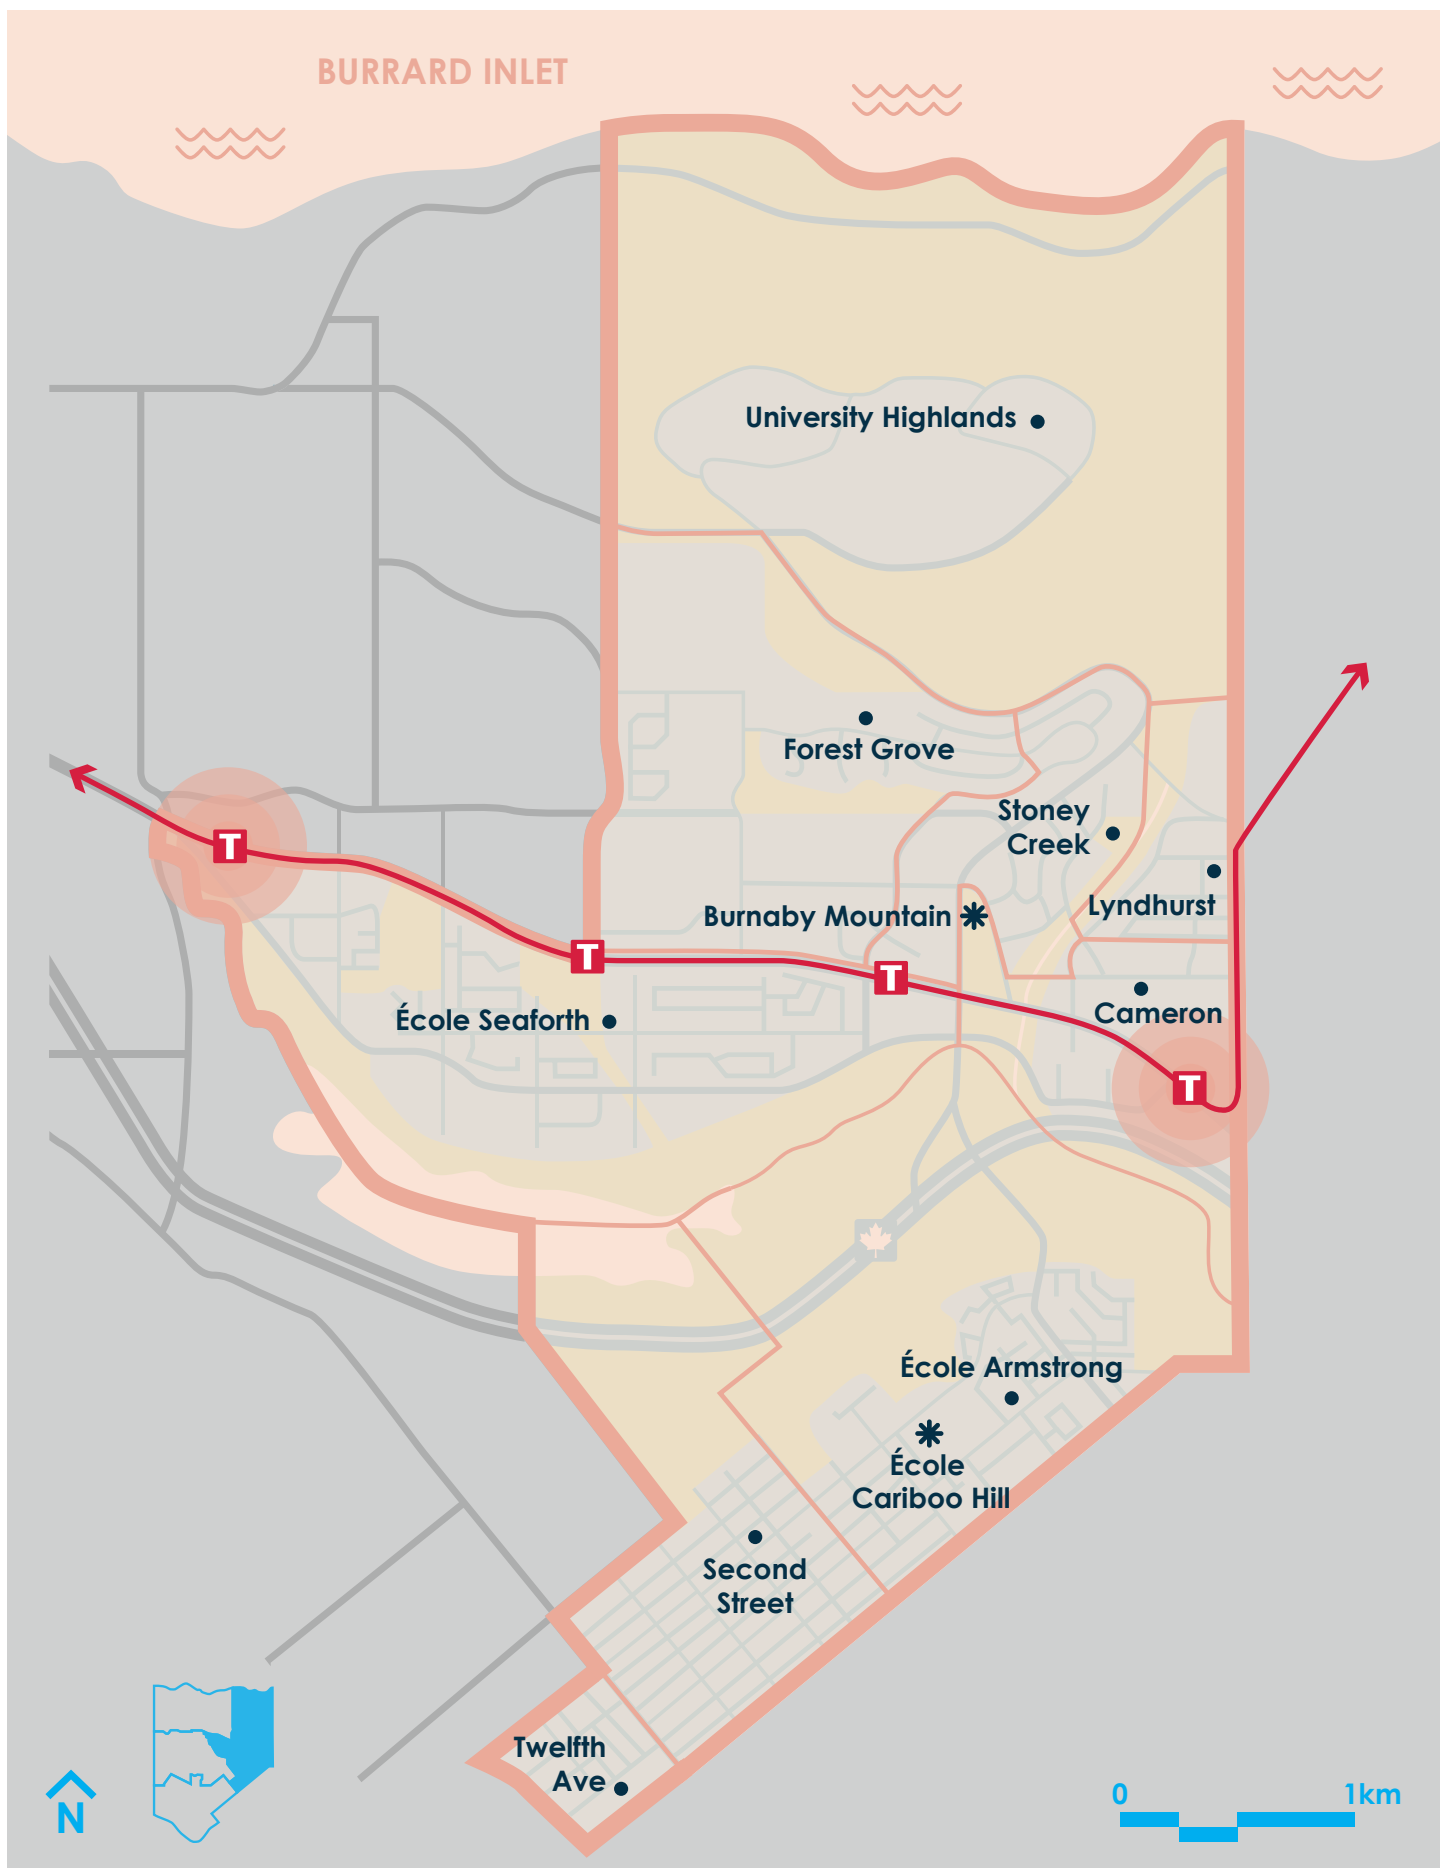 BURRARD INLET
University Highlands
Forest Grove
Stoney
Creek
T
Lyndhurst
Burnaby Mountain
T
T
Cameron
École Seaforth
T
École Armstrong
École
Cariboo Hill
Second
Street
Twelfth
Ave
N
0 1km